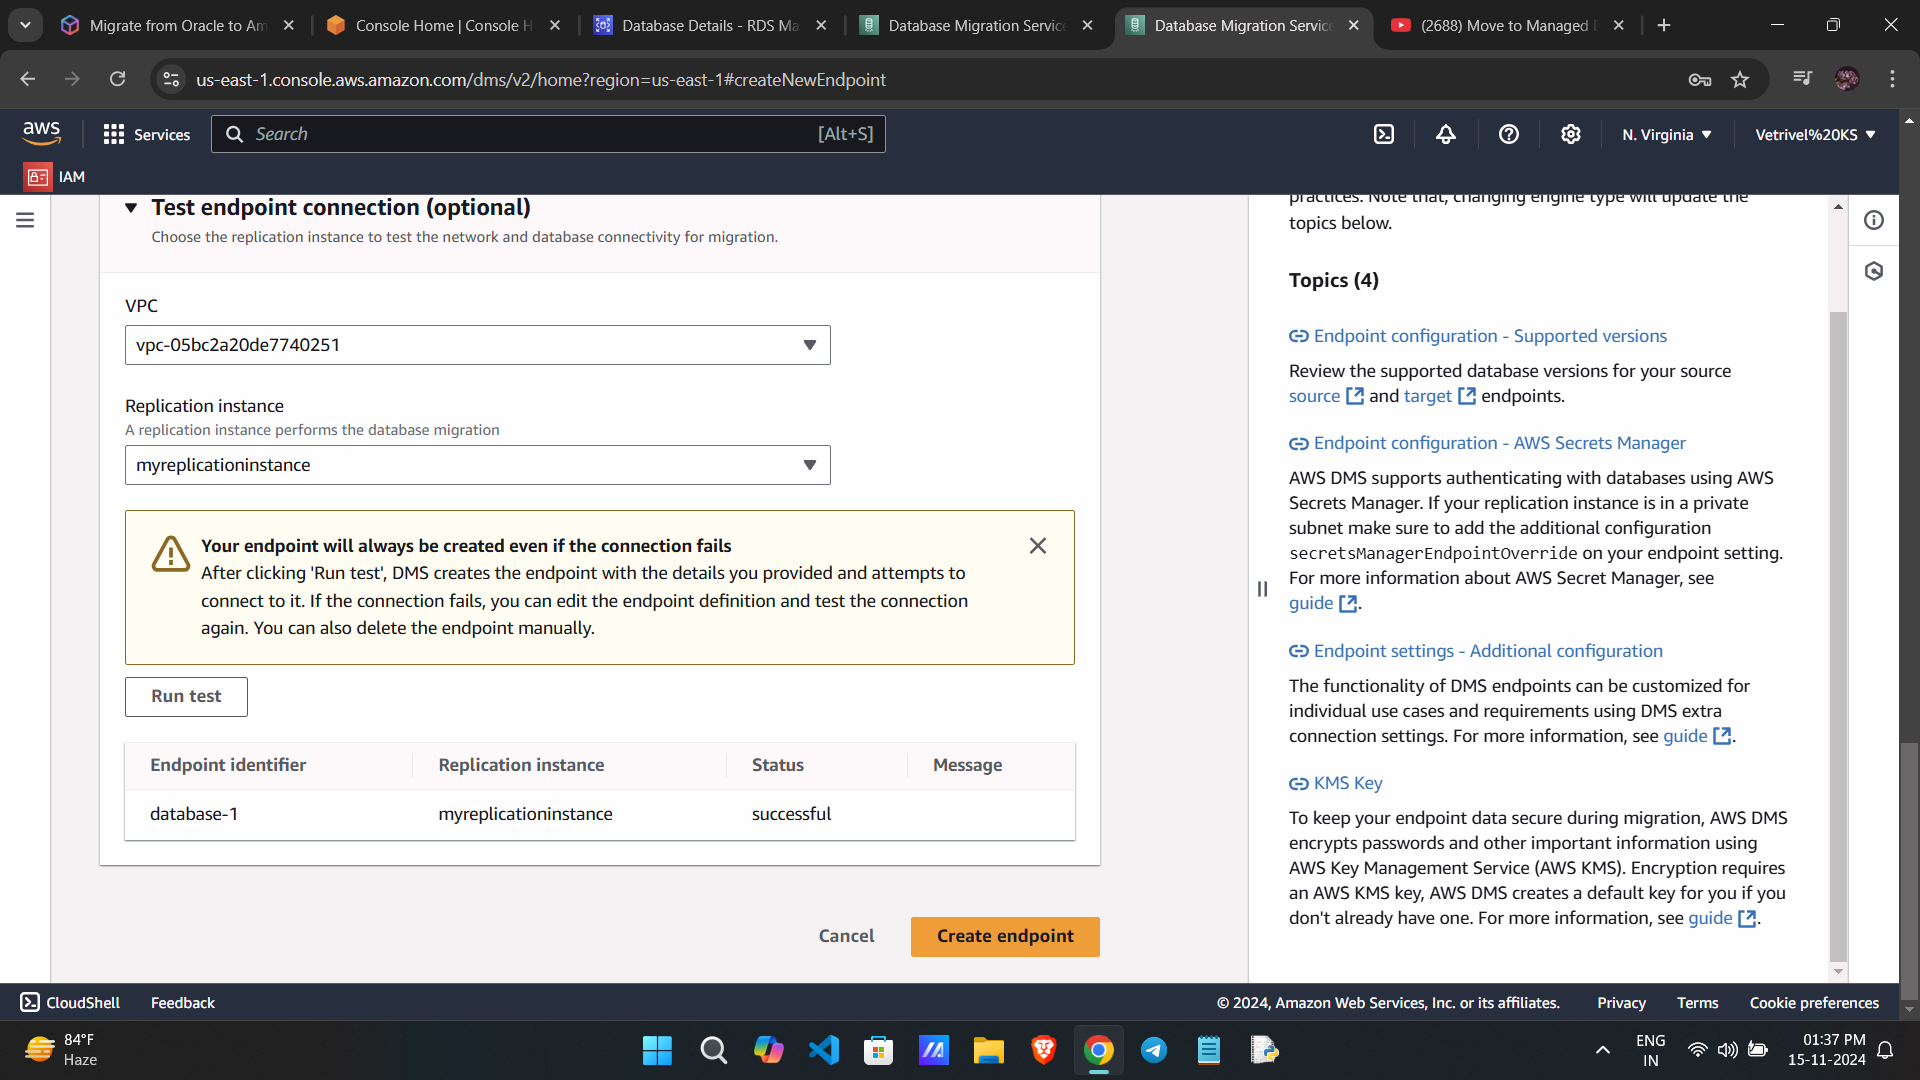 Migrate from Oracle to Am
Console Home | Console H
Database Details - RDS Ma
Database Migration Service
Database Migration Service
(2688) Move to Managed
us-east-1.console.aws.amazon.com/dms/v2/home?region=us-east-1#createNewEndpoint
aws
Services
Search
[Alt+S]
N. Virginia
Vetrivel%20KS
IAM
Test endpoint connection (optional)
Choose the replication instance to test the network and database connectivity for migration.
VPC
vpc-05bc2a20de7740251
Replication instance
A replication instance performs the database migration
myreplicationinstance
Your endpoint will always be created even if the connection fails
After clicking 'Run test', DMS creates the endpoint with the details you provided and attempts to
connect to it. If the connection fails, you can edit the endpoint definition and test the connection
again. You can also delete the endpoint manually.
Run test
Endpoint identifier Replication instance Status Message
database-1 myreplicationinstance successful
Cancel
Create endpoint
practices. Note that, changing engine type will update the
topics below.
Topics (4)
Endpoint configuration - Supported versions
Review the supported database versions for your source
source and target endpoints.
Endpoint configuration - AWS Secrets Manager
AWS DMS supports authenticating with databases using AWS
Secrets Manager. If your replication instance is in a private
subnet make sure to add the additional configuration
secretsManagerEndpointOverride on your endpoint setting.
For more information about AWS Secret Manager, see
guide .
Endpoint settings - Additional configuration
The functionality of DMS endpoints can be customized for
individual use cases and requirements using DMS extra
connection settings. For more information, see guide .
KMS Key
To keep your endpoint data secure during migration, AWS DMS
encrypts passwords and other important information using
AWS Key Management Service (AWS KMS). Encryption requires
an AWS KMS key, AWS DMS creates a default key for you if you
don't already have one. For more information, see guide .
CloudShell
Feedback
© 2024, Amazon Web Services, Inc. or its affiliates.
Privacy
Terms
Cookie preferences
84°F
Haze
ENG
IN
01:37 PM
15-11-2024